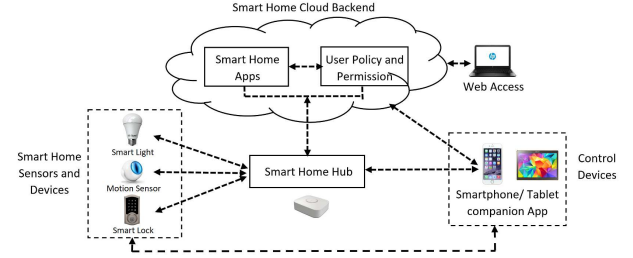 Smart Home Cloud Backend
Smart Home
Apps
User Policy and
Permission
Web Access
Smart Home
Sensors and
Devices
Smart Light
Motion Sensor
Smart Lock
Smart Home Hub
Smartphone/ Tablet
companion App
Control
Devices